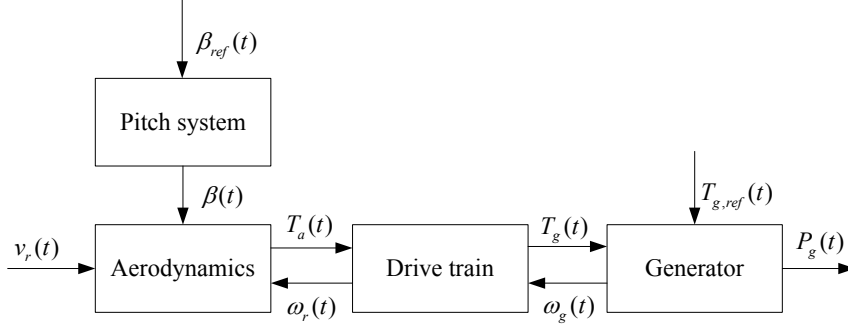 β_ref(t)
Pitch system
β(t)
T_g,ref(t)
v_r(t)
Aerodynamics
T_a(t)
ω_r(t)
Drive train
T_g(t)
ω_g(t)
Generator
P_g(t)